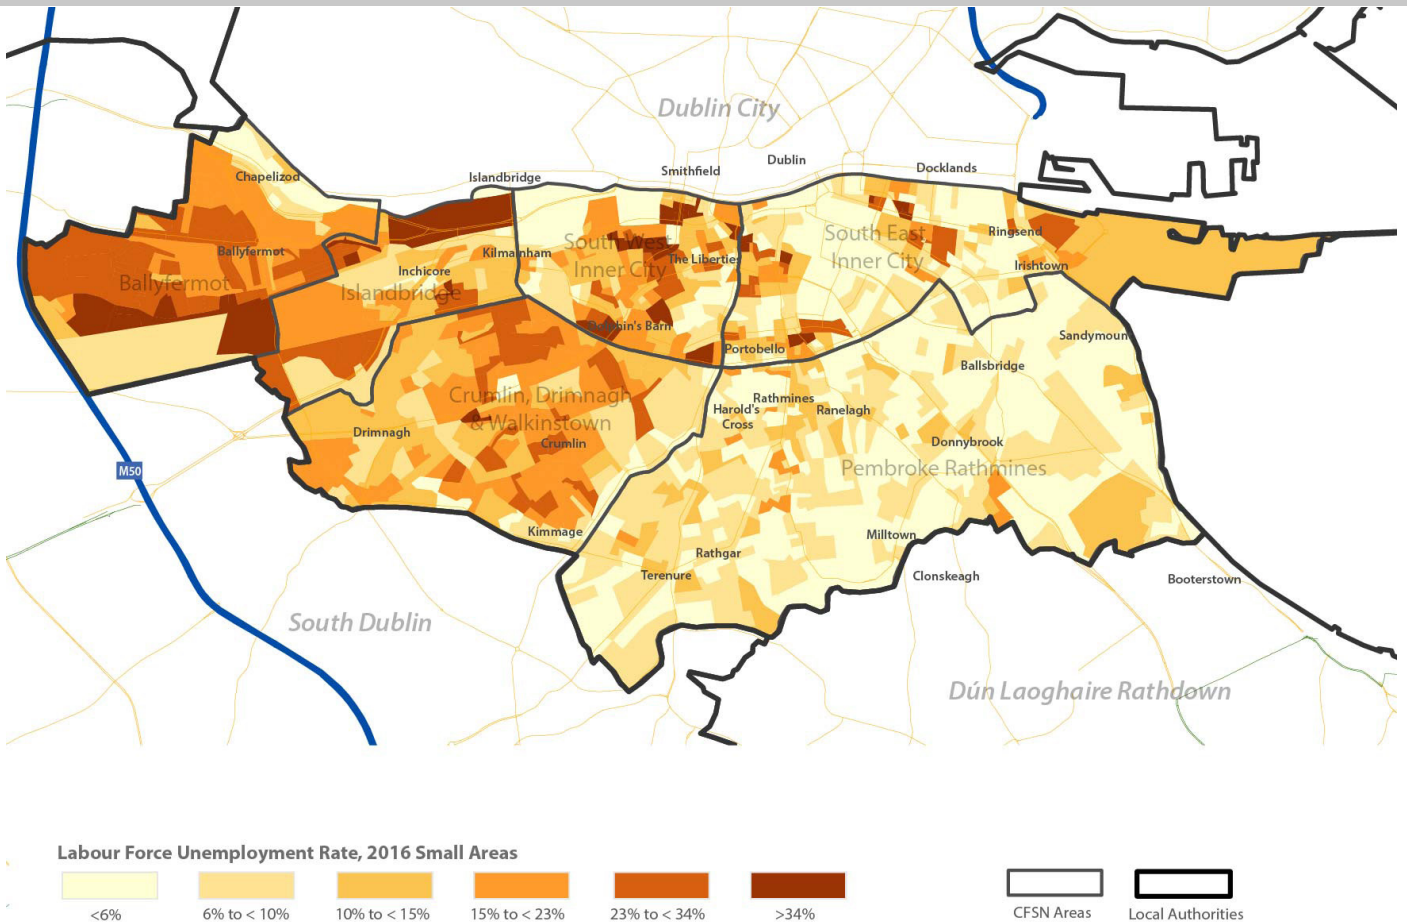 Dublin City
Dublin
Smithfield
Docklands
Islandbridge
Chapelizod
Ballyfermot
Ballyfermot
Inchicore
Islandbridge
Kilmainham
South West
Inner City
The Liberties
South East
Inner City
Ringsend
Irishtown
Dolphin's Barn
Portobello
Sandymoun
Ballsbridge
Crumlin, Drimnagh
& Walkinstown
Drimnagh
Crumlin
Harold's
Cross
Rathmines
Ranelagh
Donnybrook
Pembroke Rathmines
M50
Kimmage
Milltown
Rathgar
Terenure
Clonskeagh
Booterstown
South Dublin
Dún Laoghaire Rathdown
Labour Force Unemployment Rate, 2016 Small Areas
<6%
6% to < 10%
10% to < 15%
15% to < 23%
23% to < 34%
>34%
CFSN Areas
Local Authorities